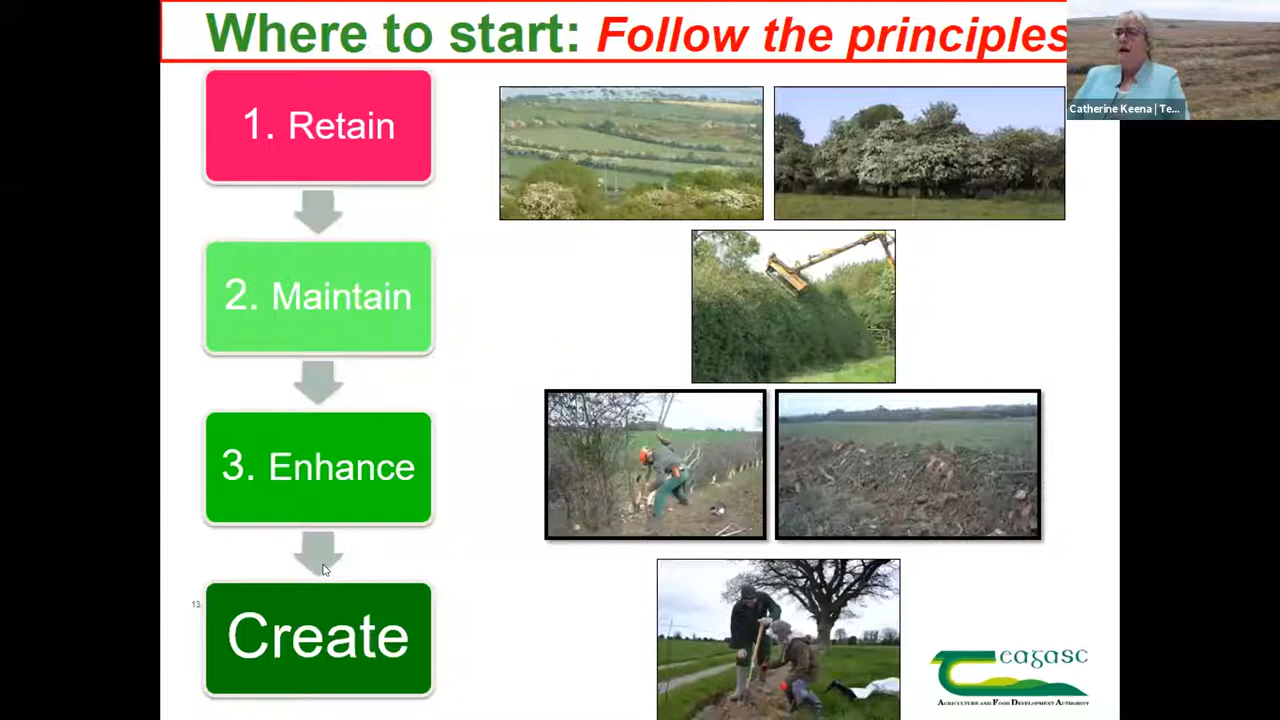 Where to start: Follow the principles
Catherine Keena | Te...
1. Retain
2. Maintain
3. Enhance
13
Create
teagasc
AGRICULTURE AND FOOD DEVELOPMENT AUTHORITY